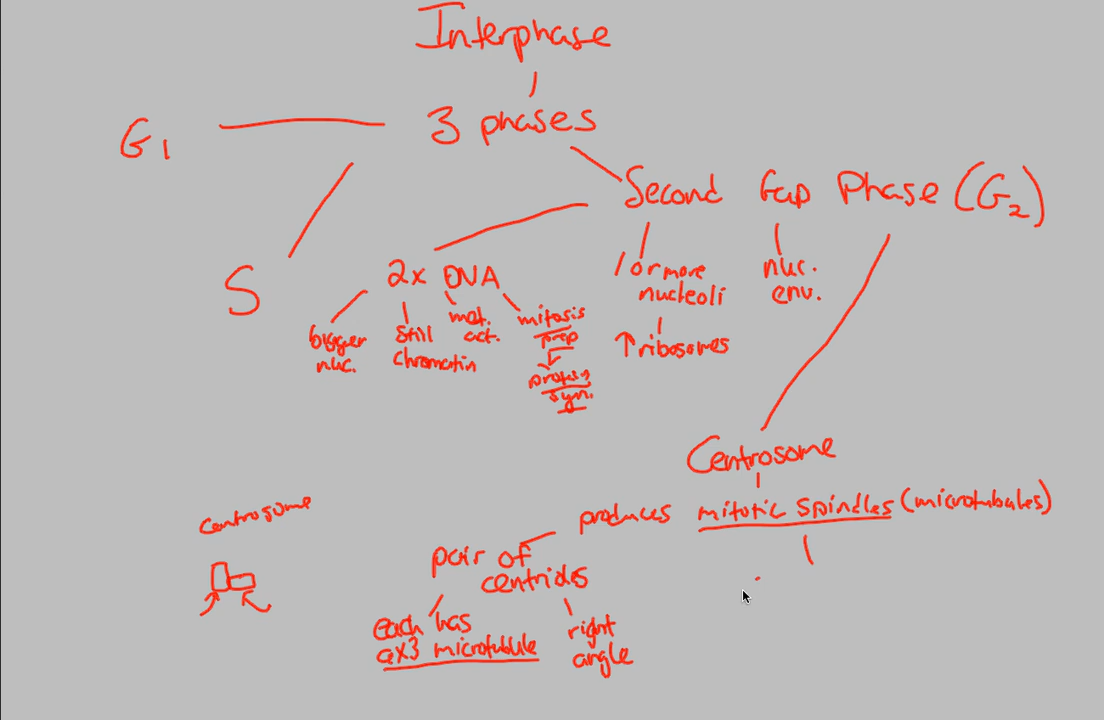 Interphase
3 phases
G1
Second Gap Phase (G2)
S
2x DNA
bigger
nuc.
still
chromatin
met.
act.
mitosis
prep
protein
syn.
1 or more
nucleoli
↑ribosomes
nuc.
env.
Centrosome
produces mitotic spindles (microtubules)
pair of
centrioles
each has
9x3 microtubule
right
angle
centrosome